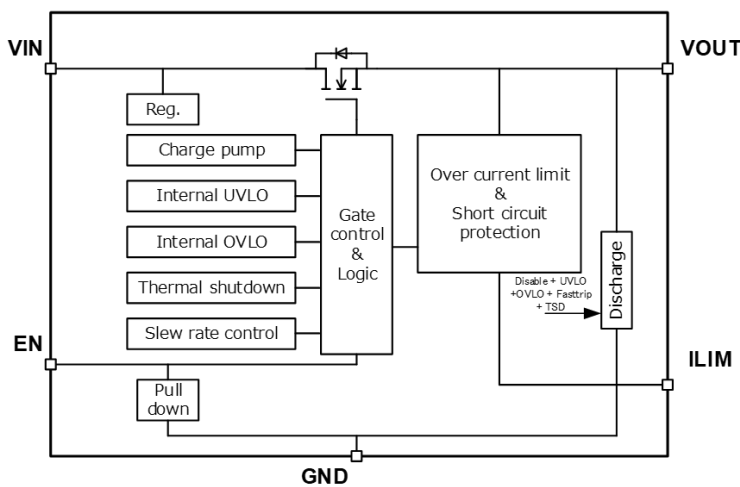 VIN
VOUT
Reg.
Charge pump
Internal UVLO
Internal OVLO
Thermal shutdown
Slew rate control
Gate
control
&
Logic
Over current limit
&
Short circuit
protection
Disable + UVLO
+OVLO + Fasttrip
+ TSD
Discharge
EN
Pull
down
ILIM
GND